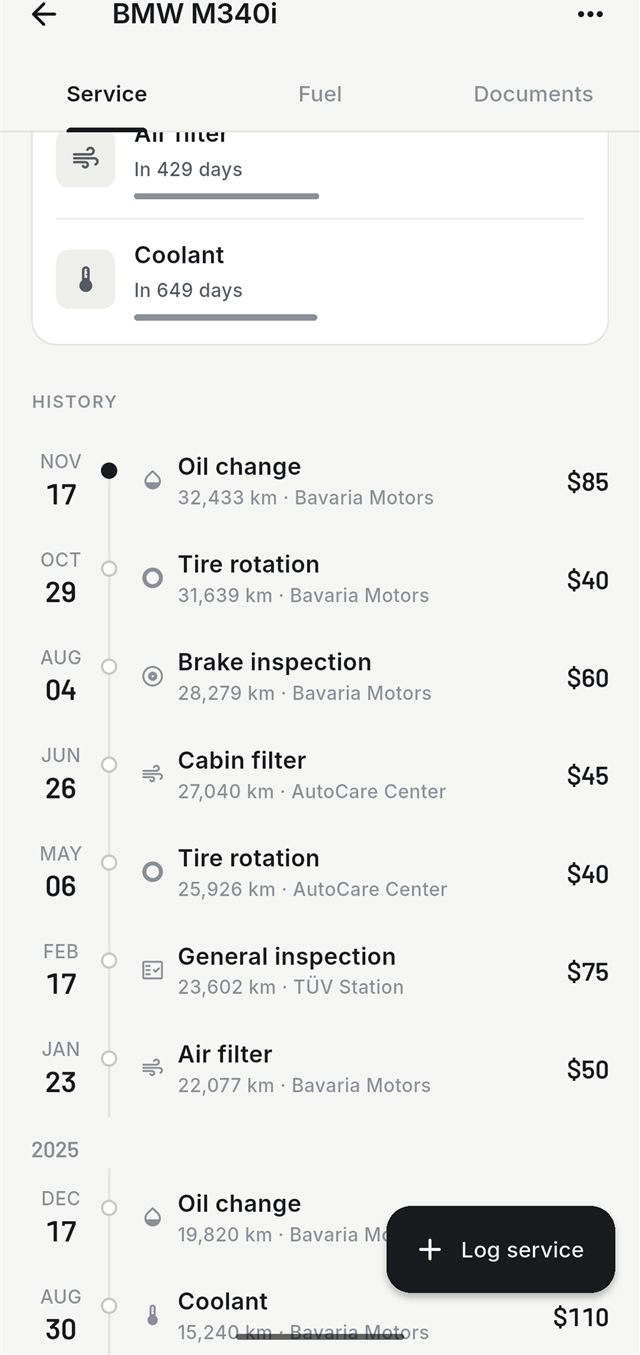 BMW M340i
Service
Fuel
Documents
Air filter
In 429 days
Coolant
In 649 days
HISTORY
NOV
17
Oil change
32,433 km · Bavaria Motors
$85
OCT
29
Tire rotation
31,639 km · Bavaria Motors
$40
AUG
04
Brake inspection
28,279 km · Bavaria Motors
$60
JUN
26
Cabin filter
27,040 km · AutoCare Center
$45
MAY
06
Tire rotation
25,926 km · AutoCare Center
$40
FEB
17
General inspection
23,602 km · TÜV Station
$75
JAN
23
Air filter
22,077 km · Bavaria Motors
$50
2025
DEC
17
Oil change
19,820 km · Bavaria
Log service
AUG
30
Coolant
15,240 km · Bavaria Motors
$110